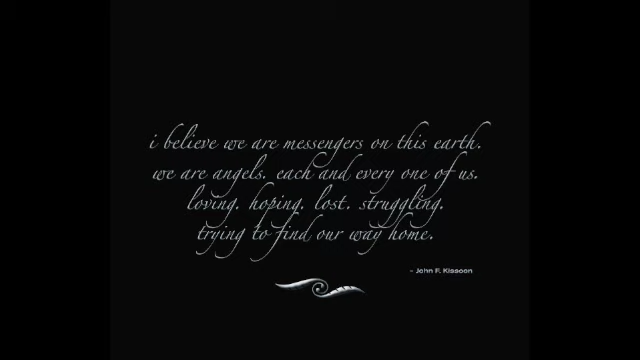 i believe we are messengers on this earth.
we are angels. each and every one of us.
loving. hoping. lost. struggling.
trying to find our way home.
- John F. Kissoon